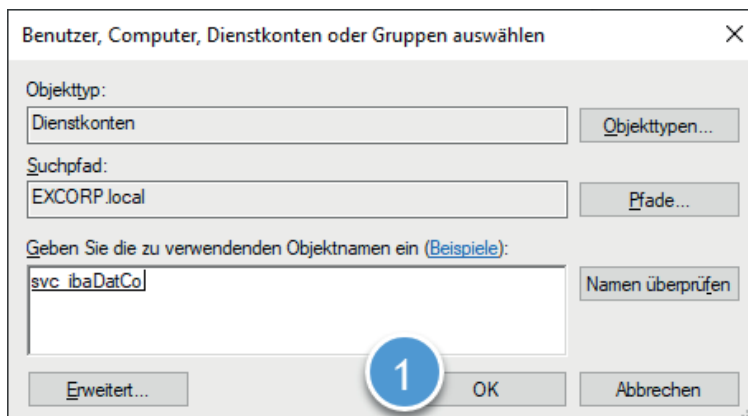 Benutzer, Computer, Dienstkonten oder Gruppen auswählen
Objekttyp:
Dienstkonten
Objekttypen...
Suchpfad:
EXCORP.local
Pfade...
Geben Sie die zu verwendenden Objektnamen ein (Beispiele):
svc_ibaDatCo
Namen überprüfen
1
Erweitert...
OK
Abbrechen